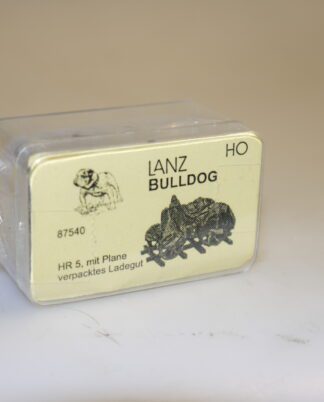 LANZ
BULLDOG
HO
87540
HR 5, mit Plane
verpacktes Ladegut